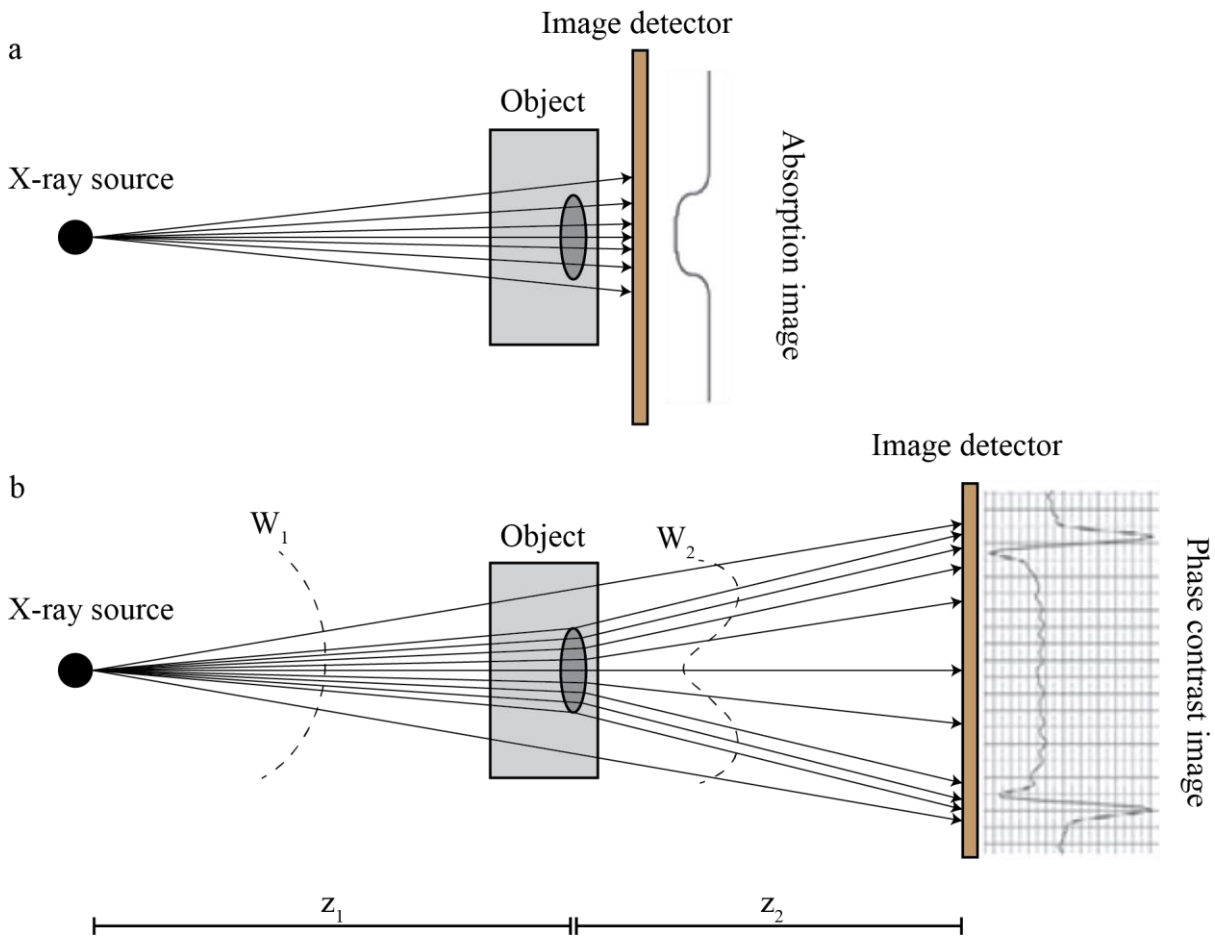 a
Image detector
Object
X-ray source
Absorption image
Image detector
b
W₁
Object
W₂
X-ray source
Phase contrast image
z₁
z₂